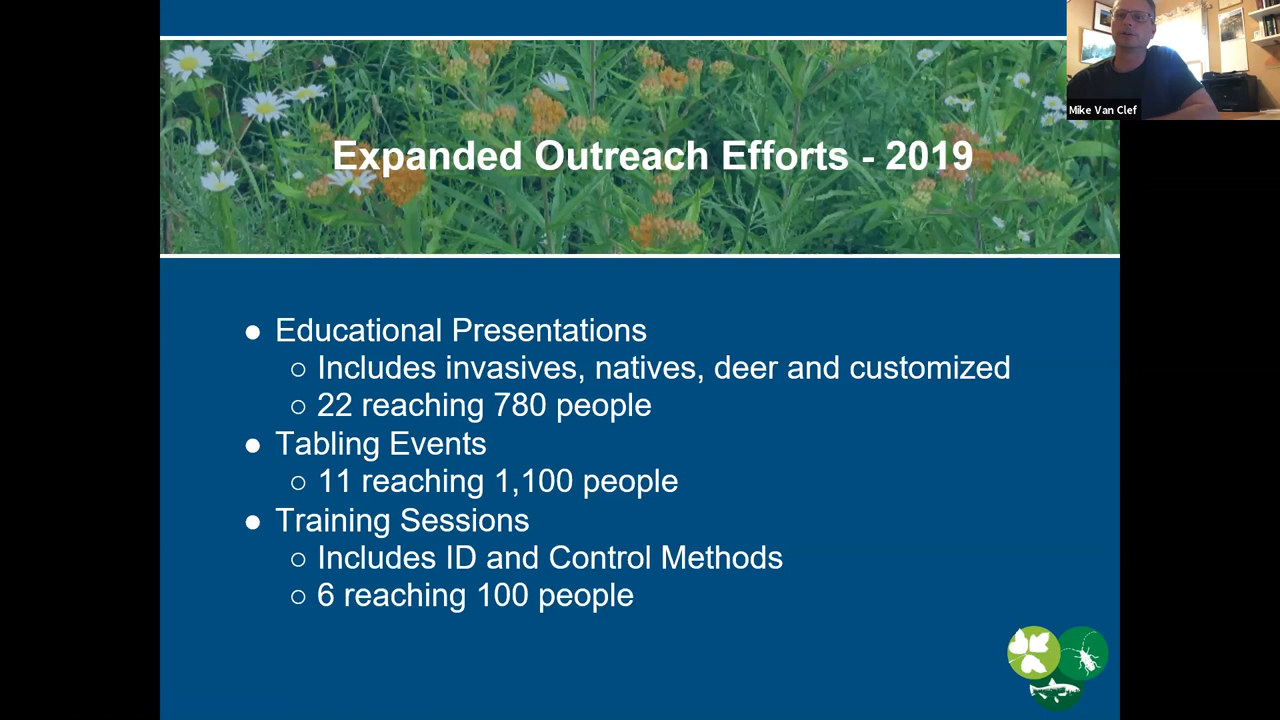 Mike Van Clef
Expanded Outreach Efforts - 2019
● Educational Presentations
○ Includes invasives, natives, deer and customized
○ 22 reaching 780 people
● Tabling Events
○ 11 reaching 1,100 people
● Training Sessions
○ Includes ID and Control Methods
○ 6 reaching 100 people